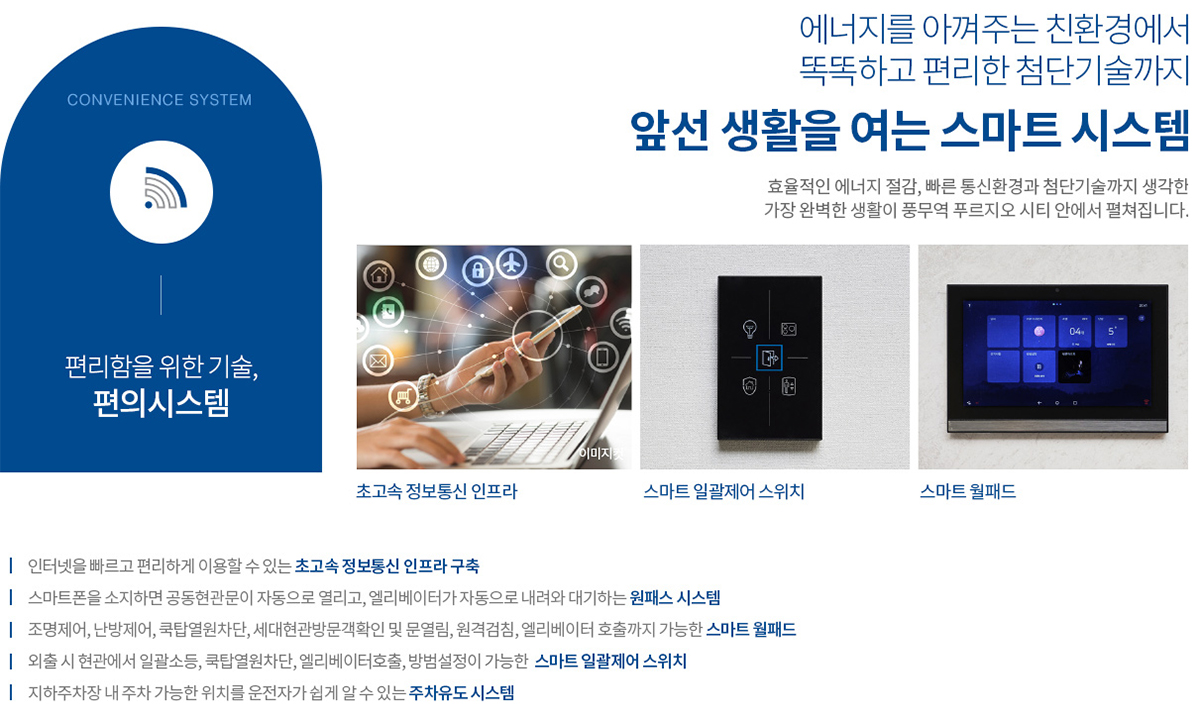 CONVENIENCE SYSTEM
편리함을 위한 기술,
편의시스템
에너지를 아껴주는 친환경에서
똑똑하고 편리한 첨단기술까지
앞선 생활을 여는 스마트 시스템
효율적인 에너지 절감, 빠른 통신환경과 첨단기술까지 생각한
가장 완벽한 생활이 풍무역 푸르지오 시티 안에서 펼쳐집니다.
이미지컷
초고속 정보통신 인프라
스마트 일괄제어 스위치
스마트 월패드
인터넷을 빠르고 편리하게 이용할 수 있는 초고속 정보통신 인프라 구축
스마트폰을 소지하면 공동현관문이 자동으로 열리고, 엘리베이터가 자동으로 내려와 대기하는 원패스 시스템
조명제어, 난방제어, 쿡탑열원차단, 세대현관방문객확인 및 문열림, 원격검침, 엘리베이터 호출까지 가능한 스마트 월패드
외출 시 현관에서 일괄소등, 쿡탑열원차단, 엘리베이터호출, 방범설정이 가능한 스마트 일괄제어 스위치
지하주차장 내 주차 가능한 위치를 운전자가 쉽게 알 수 있는 주차유도 시스템